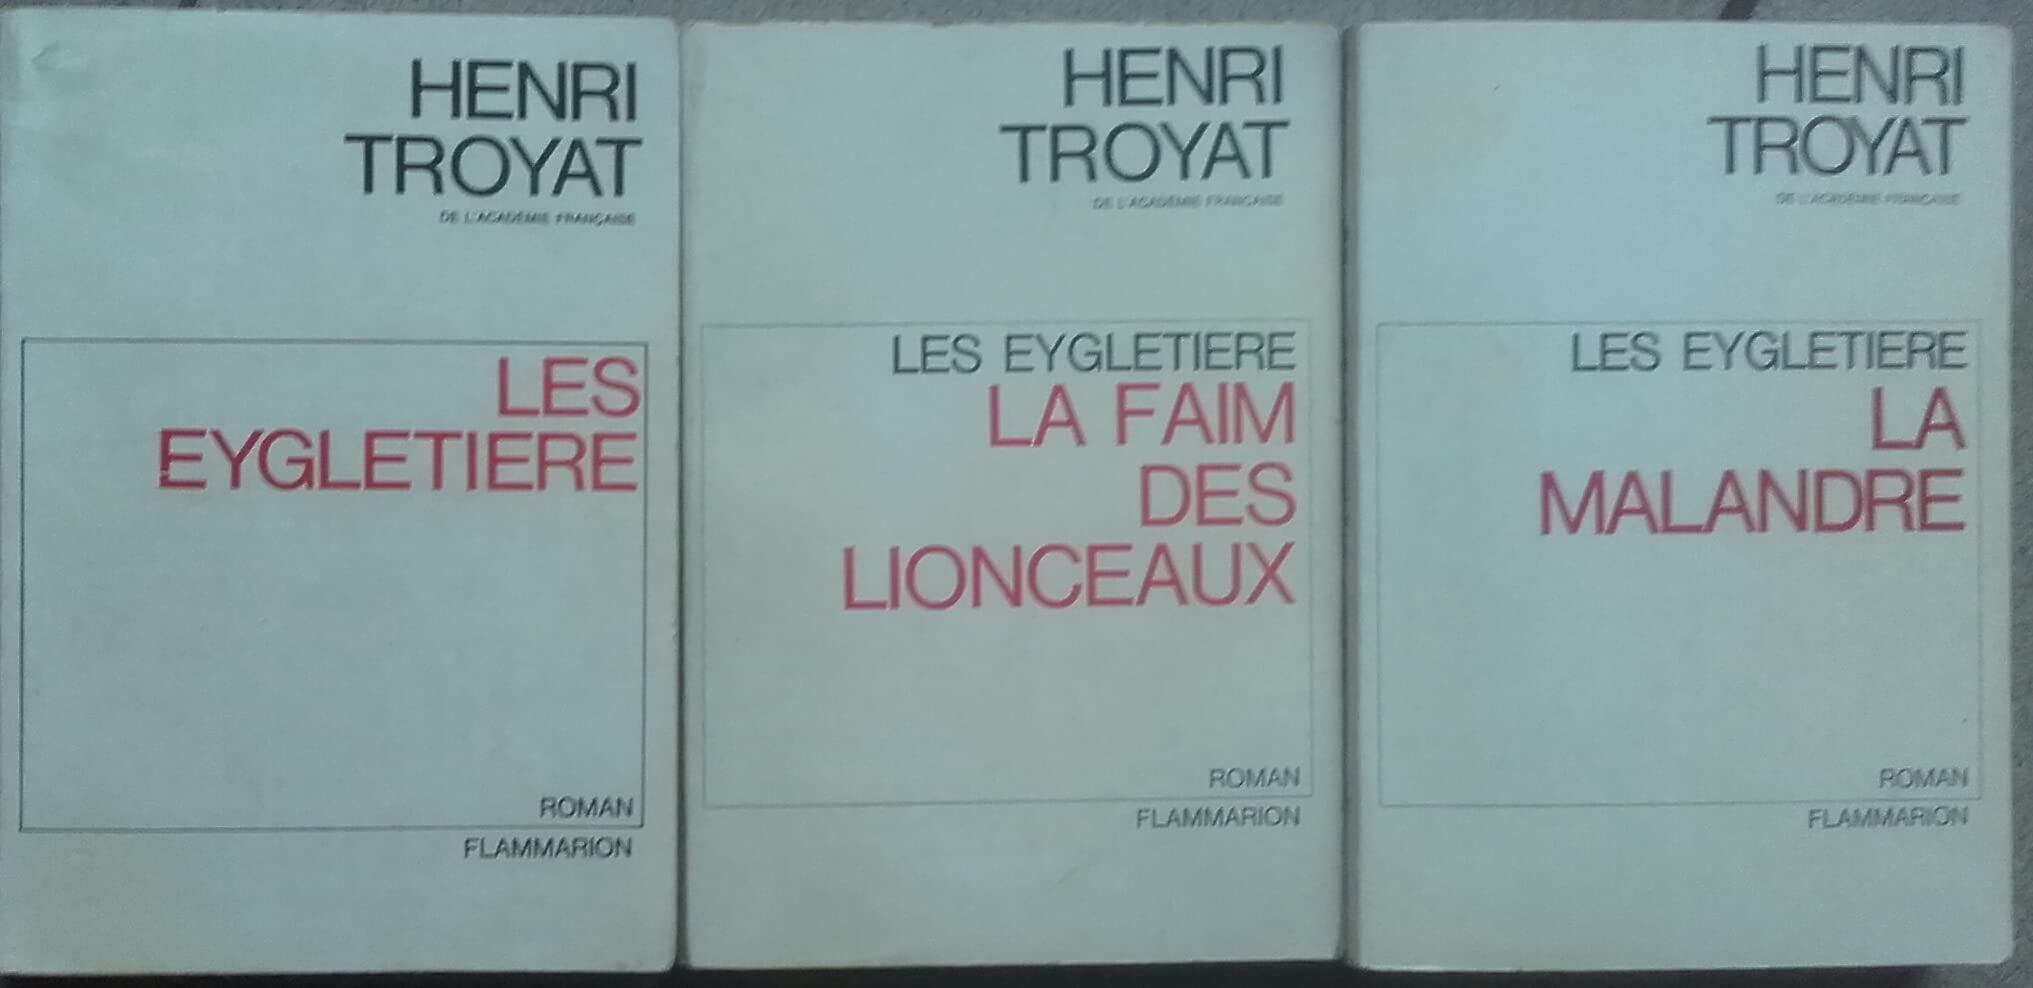 HENRI
TROYAT
DE L'ACADÉMIE FRANÇAISE
LES
EYGLETIERE
ROMAN
FLAMMARION
HENRI
TROYAT
DE L'ACADÉMIE FRANÇAISE
LES EYGLETIERE
LA FAIM
DES
LIONCEAUX
ROMAN
FLAMMARION
HENRI
TROYAT
DE L'ACADÉMIE FRANÇAISE
LES EYGLETIERE
LA
MALANDRE
ROMAN
FLAMMARION